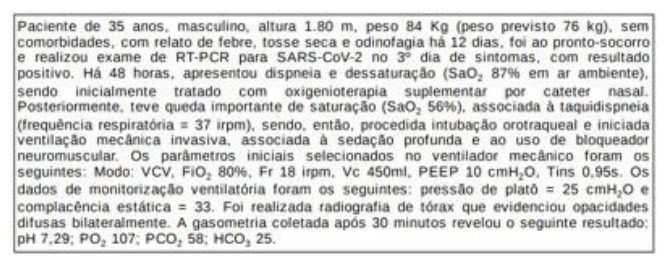 Paciente de 35 anos, masculino, altura 1.80 m, peso 84 Kg (peso previsto 76 kg), sem
comorbidades, com relato de febre, tosse seca e odinofagia há 12 dias, foi ao pronto-socorro
e realizou exame de RT-PCR para SARS-CoV-2 no 3º dia de sintomas, com resultado
positivo. Há 48 horas, apresentou dispneia e dessaturação (SaO₂ 87% em ar ambiente),
sendo inicialmente tratado com oxigenioterapia suplementar por cateter nasal.
Posteriormente, teve queda importante de saturação (SaO₂ 56%), associada à taquidispneia
(frequência respiratória = 37 irpm), sendo, então, procedida intubação orotraqueal e iniciada
ventilação mecânica invasiva, associada à sedação profunda e ao uso de bloqueador
neuromuscular. Os parâmetros iniciais selecionados no ventilador mecânico foram os
seguintes: Modo: VCV, FiO₂ 80%, Fr 18 irpm, Vc 450ml, PEEP 10 cmH₂O, Tins 0,95s. Os
dados de monitorização ventilatória foram os seguintes: pressão de platô = 25 cmH₂O e
complacência estática = 33. Foi realizada radiografia de tórax que evidenciou opacidades
difusas bilateralmente. A gasometria coletada após 30 minutos revelou o seguinte resultado:
pH 7,29; PO₂ 107; PCO₂ 58; HCO₃ 25.